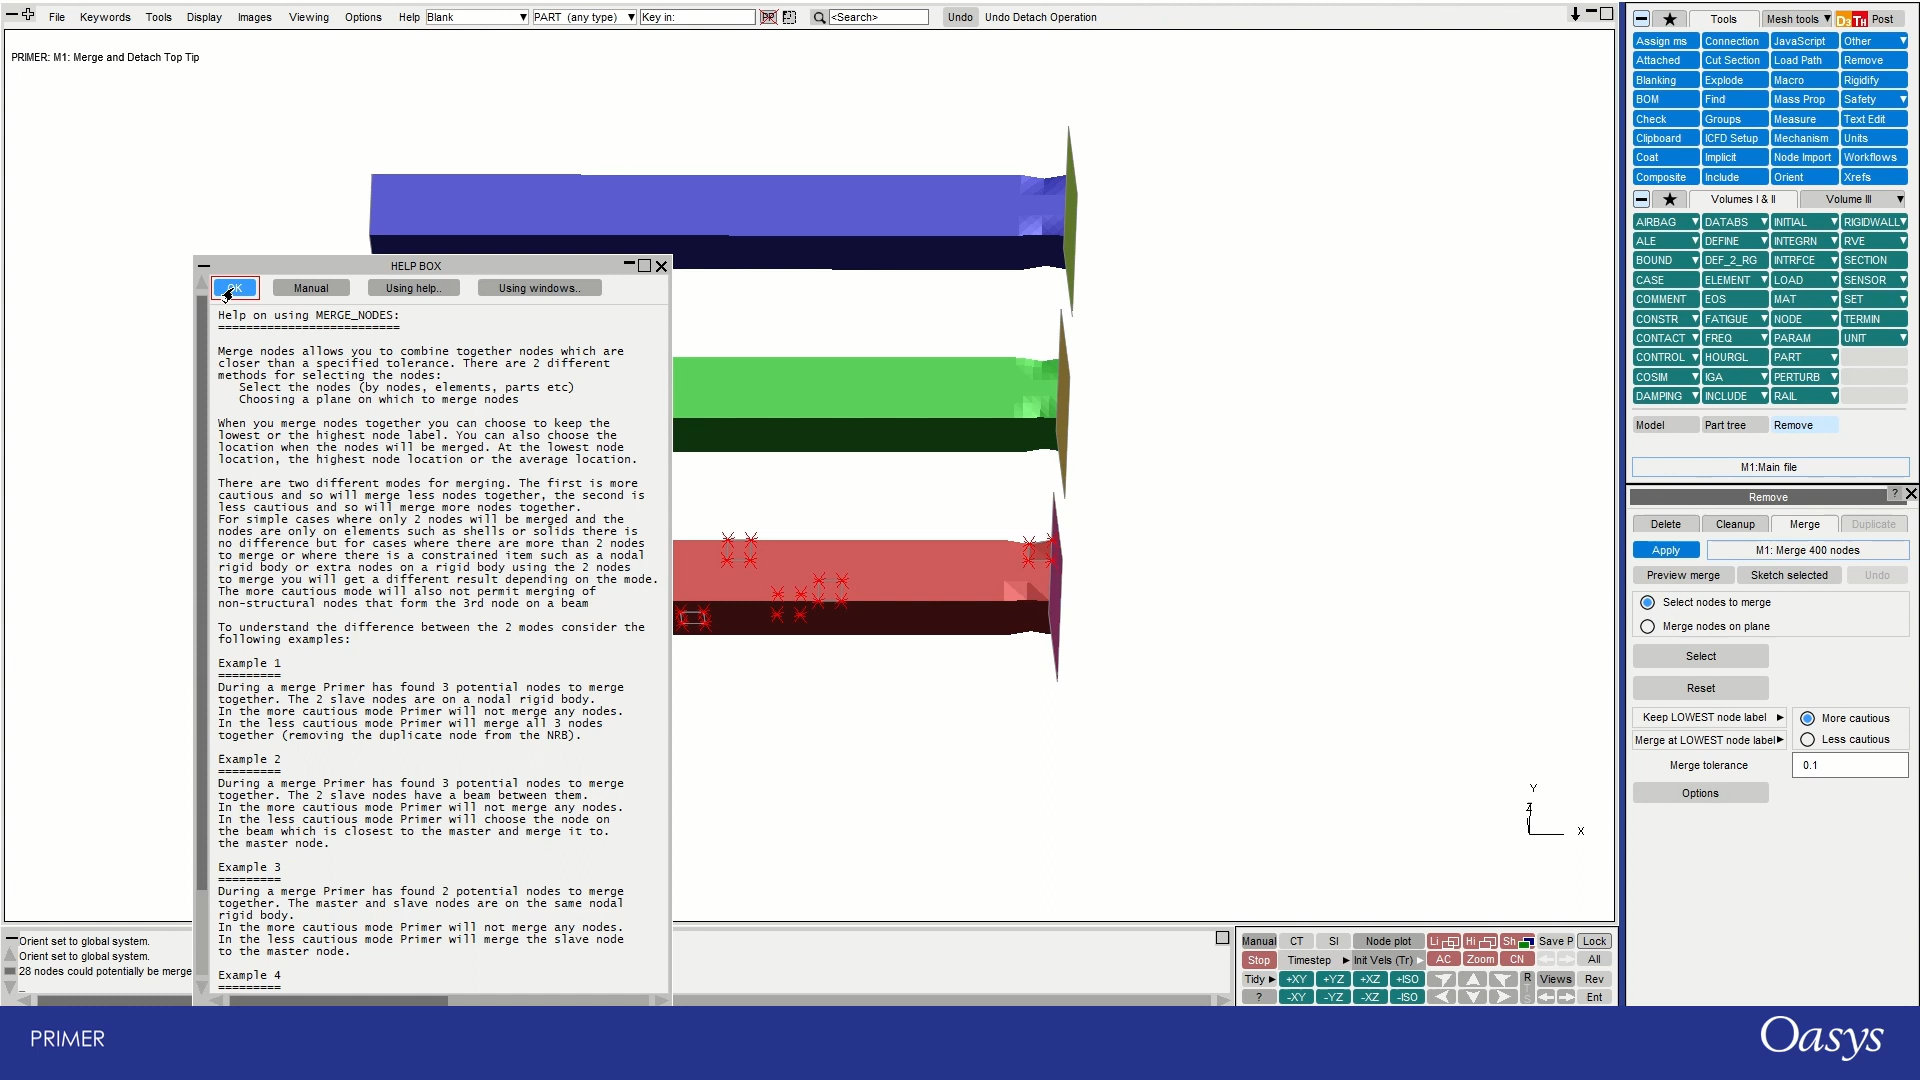 File Keywords Tools Display Images Viewing Options Help Blank PART (any type) Key in: <Search> Undo Undo Detach Operation
PRIMER: M1: Merge and Detach Top Tip
HELP BOX
OK Manual Using help.. Using windows..
Help on using MERGE_NODES:
==========================
Merge nodes allows you to combine together nodes which are
closer than a specified tolerance. There are 2 different
methods for selecting the nodes:
Select the nodes (by nodes, elements, parts etc)
Choosing a plane on which to merge nodes
When you merge nodes together you can choose to keep the
lowest or the highest node label. You can also choose the
location when the nodes will be merged. At the lowest node
location, the highest node location or the average location.
There are two different modes for merging. The first is more
cautious and so will merge less nodes together, the second is
less cautious and so will merge more nodes together.
For simple cases where only 2 nodes will be merged and the
nodes are only on elements such as shells or solids there is
no difference but for cases where there are more than 2 nodes
to merge or where there is a constrained item such as a nodal
rigid body or extra nodes on a rigid body using the 2 nodes
to merge you will get a different result depending on the mode.
The more cautious mode will also not permit merging of
non-structural nodes that form the 3rd node on a beam
To understand the difference between the 2 modes consider the
following examples:
Example 1
=========
During a merge Primer has found 3 potential nodes to merge
together. The 2 slave nodes are on a nodal rigid body.
In the more cautious mode Primer will not merge any nodes.
In the less cautious mode Primer will merge all 3 nodes
together (removing the duplicate node from the NRB).
Example 2
=========
During a merge Primer has found 3 potential nodes to merge
together. The 2 slave nodes have a beam between them.
In the more cautious mode Primer will not merge any nodes.
In the less cautious mode Primer will choose the node on
the beam which is closest to the master and merge it to.
the master node.
Example 3
=========
During a merge Primer has found 2 potential nodes to merge
together. The master and slave nodes are on the same nodal
rigid body.
In the more cautious mode Primer will not merge any nodes.
In the less cautious mode Primer will merge the slave node
to the master node.
Example 4
=========
Orient set to global system.
Orient set to global system.
28 nodes could potentially be merge
Y
Z
X
Manual CT SI Node plot Li Hi Sh Save P Lock
Stop Timestep Init Vels (Tr) AC Zoom CN All
Tidy +XY +YZ +XZ +ISO R Views Rev
? -XY -YZ -XZ -ISO Ent
Tools Mesh tools D3 TH Post
Assign ms Connection JavaScript Other
Attached Cut Section Load Path Remove
Blanking Explode Macro Rigidify
BOM Find Mass Prop Safety
Check Groups Measure Text Edit
Clipboard ICFD Setup Mechanism Units
Coat Implicit Node Import Workflows
Composite Include Orient Xrefs
Volumes I & II Volume III
AIRBAG DATABS INITIAL RIGIDWALL
ALE DEFINE INTEGRN RVE
BOUND DEF_2_RG INTRFCE SECTION
CASE ELEMENT LOAD SENSOR
COMMENT EOS MAT SET
CONSTR FATIGUE NODE TERMIN
CONTACT FREQ PARAM UNIT
CONTROL HOURGL PART
COSIM IGA PERTURB
DAMPING INCLUDE RAIL
Model Part tree Remove
M1:Main file
Remove ?
Delete Cleanup Merge Duplicate
Apply M1: Merge 400 nodes
Preview merge Sketch selected Undo
Select nodes to merge
Merge nodes on plane
Select
Reset
Keep LOWEST node label More cautious
Merge at LOWEST node label Less cautious
Merge tolerance 0.1
Options
PRIMER
Oasys